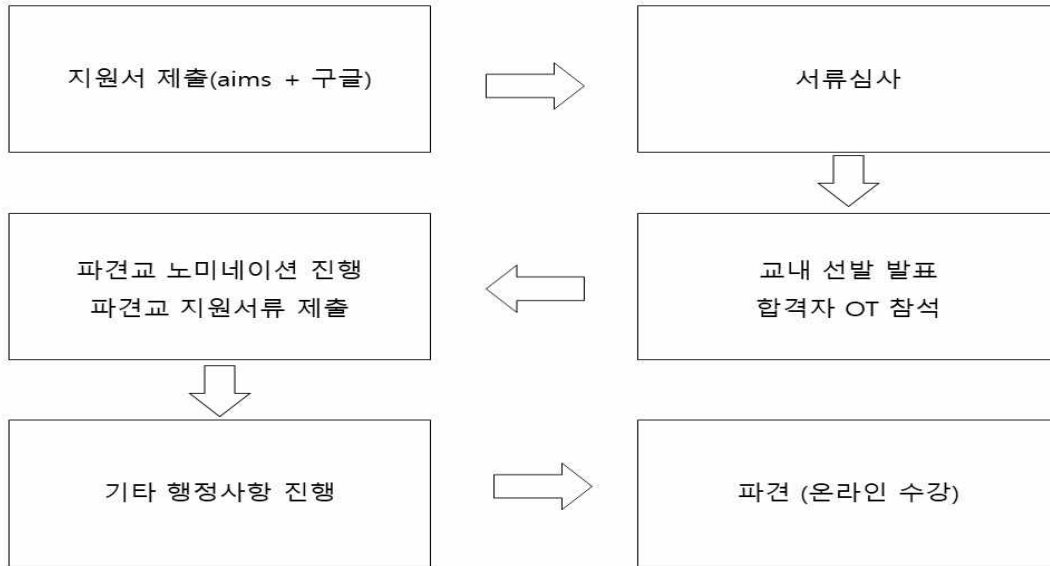 지원서 제출(aims + 구글)
서류심사
교내 선발 발표
합격자 OT 참석
파견교 노미네이션 진행
파견교 지원서류 제출
기타 행정사항 진행
파견 (온라인 수강)